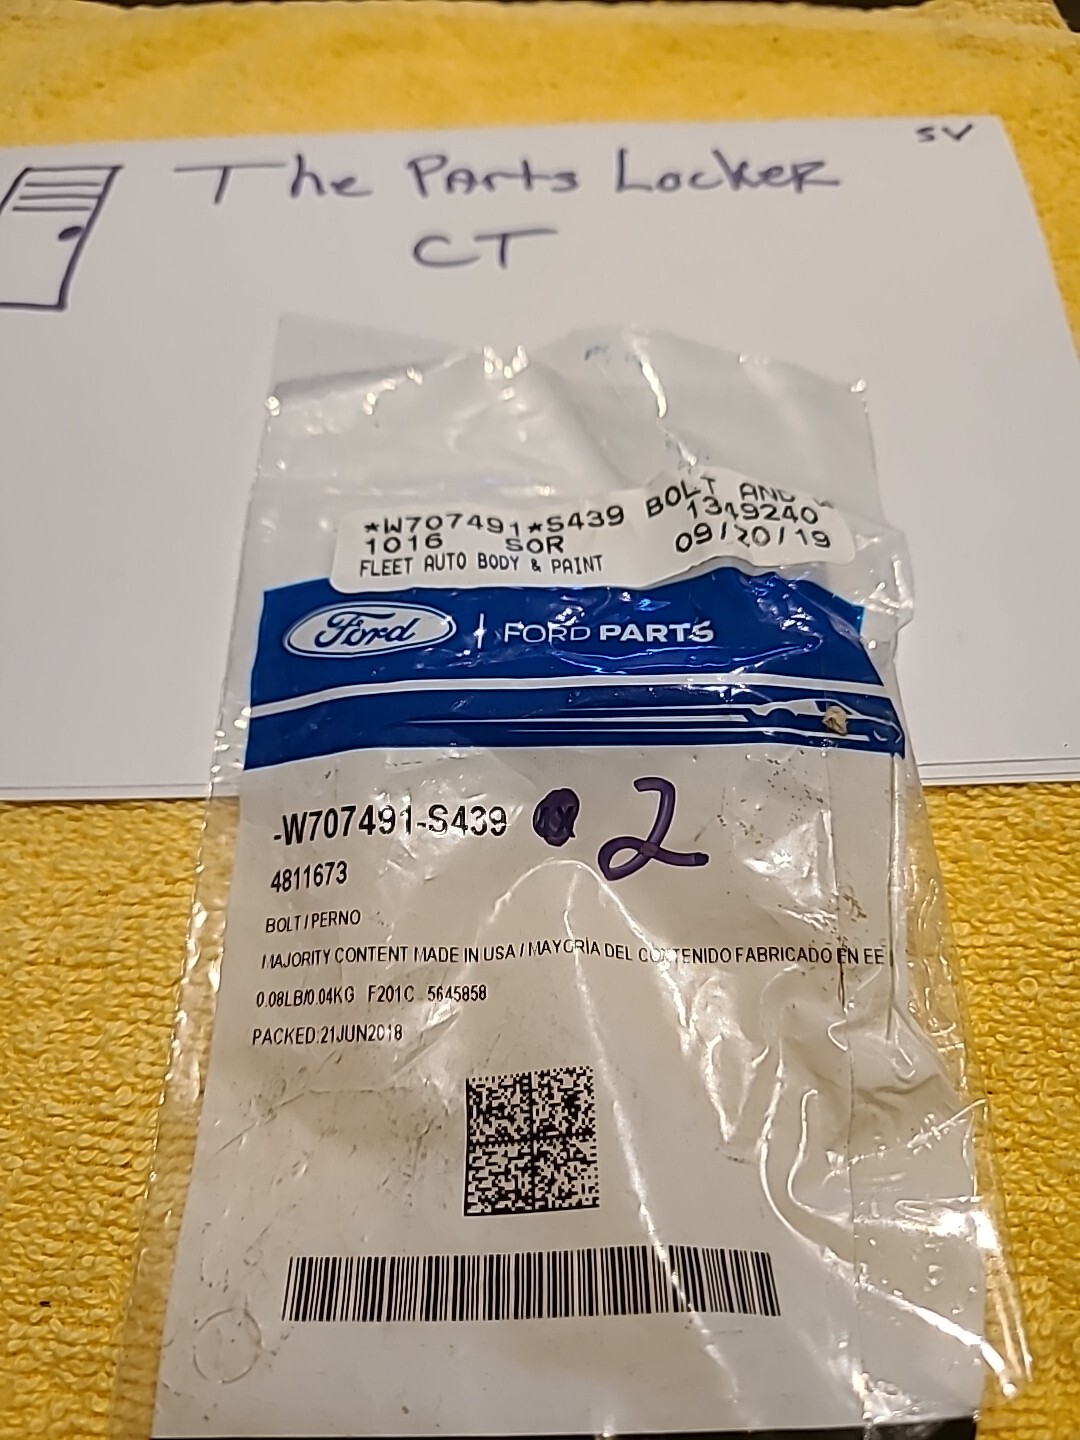 SV
The Parts Locker
CT
*W707491*S439 BOLT AND
1016 SOR 1349240
FLEET AUTO BODY & PAINT 09/20/19
Ford FORD PARTS
-W707491-S439 2
4811673
BOLT/PERNO
MAJORITY CONTENT MADE IN USA / MAYORÍA DEL CONTENIDO FABRICADO EN EE
0.08LB/0.04KG F201C 5645858
PACKED:21JUN2018